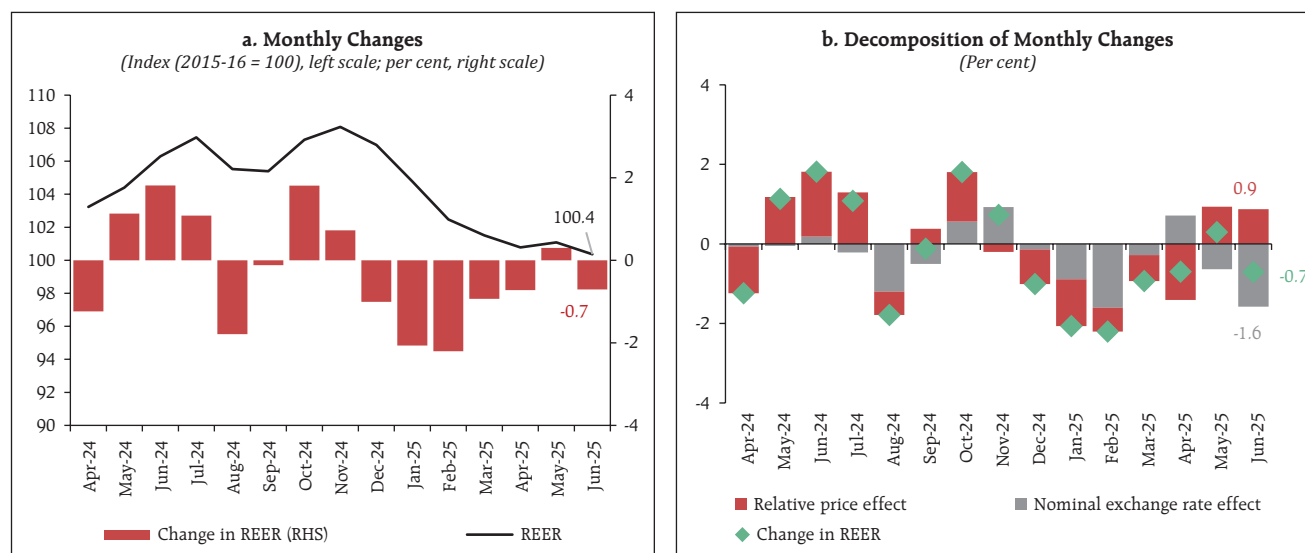 a. Monthly Changes
(Index (2015-16 = 100), left scale; per cent, right scale)
110
108
106
104
102
100
98
96
94
92
90
4
2
0
-2
-4
100.4
-0.7
Apr-24
May-24
Jun-24
Jul-24
Aug-24
Sep-24
Oct-24
Nov-24
Dec-24
Jan-25
Feb-25
Mar-25
Apr-25
May-25
Jun-25
Change in REER (RHS)
REER
b. Decomposition of Monthly Changes
(Per cent)
4
2
0
-2
-4
0.9
-0.7
-1.6
Apr-24
May-24
Jun-24
Jul-24
Aug-24
Sep-24
Oct-24
Nov-24
Dec-24
Jan-25
Feb-25
Mar-25
Apr-25
May-25
Jun-25
Relative price effect
Nominal exchange rate effect
Change in REER